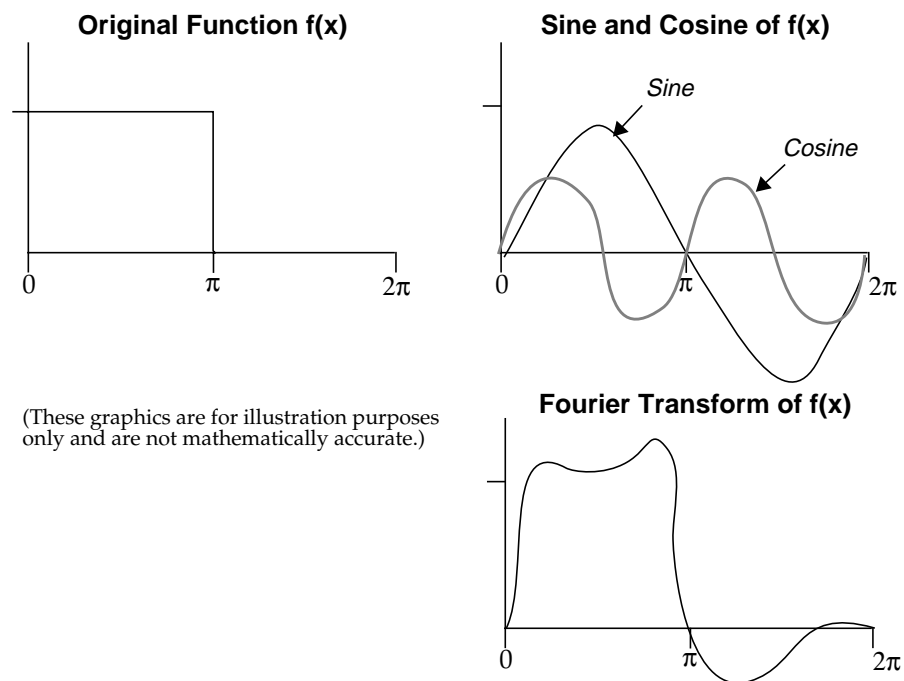 Original Function f(x)
0
π
2π
Sine and Cosine of f(x)
Sine
Cosine
0
π
2π
(These graphics are for illustration purposes
only and are not mathematically accurate.)
Fourier Transform of f(x)
0
π
2π